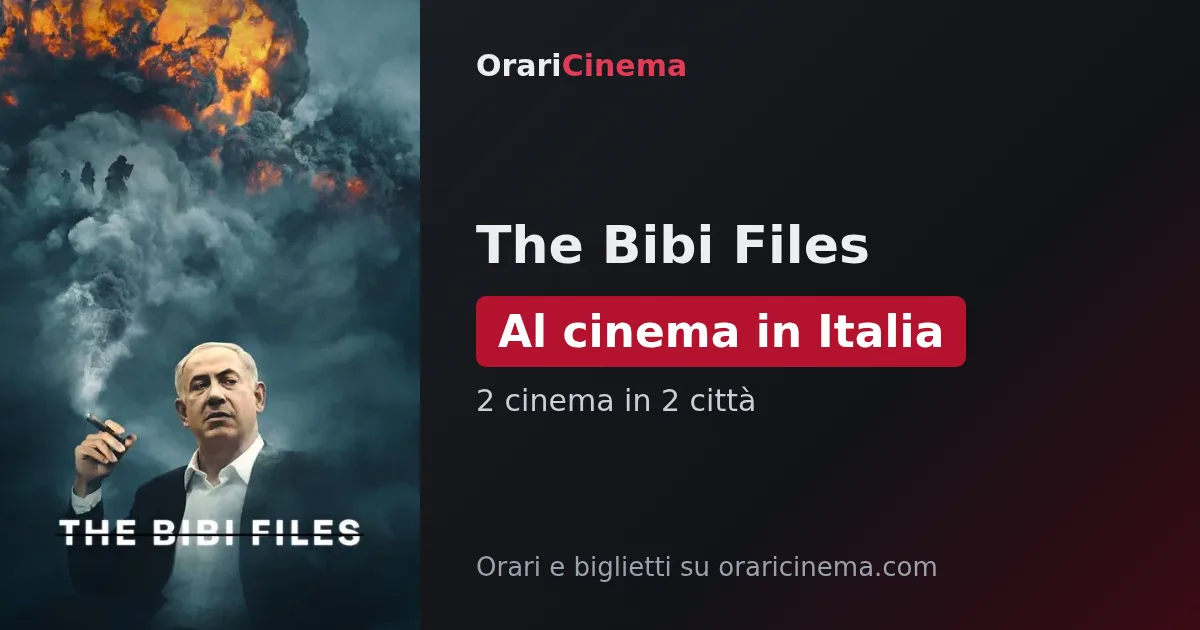 THE BIBI FILES
OrariCinema
The Bibi Files
Al cinema in Italia
2 cinema in 2 città
Orari e biglietti su oraricinema.com